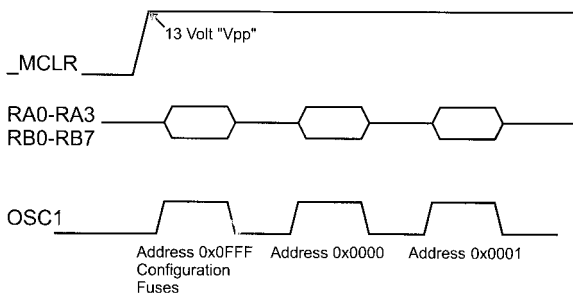 13 Volt "Vpp"
_MCLR
RA0-RA3
RB0-RB7
OSC1
Address 0x0FFF Address 0x0000 Address 0x0001
Configuration
Fuses